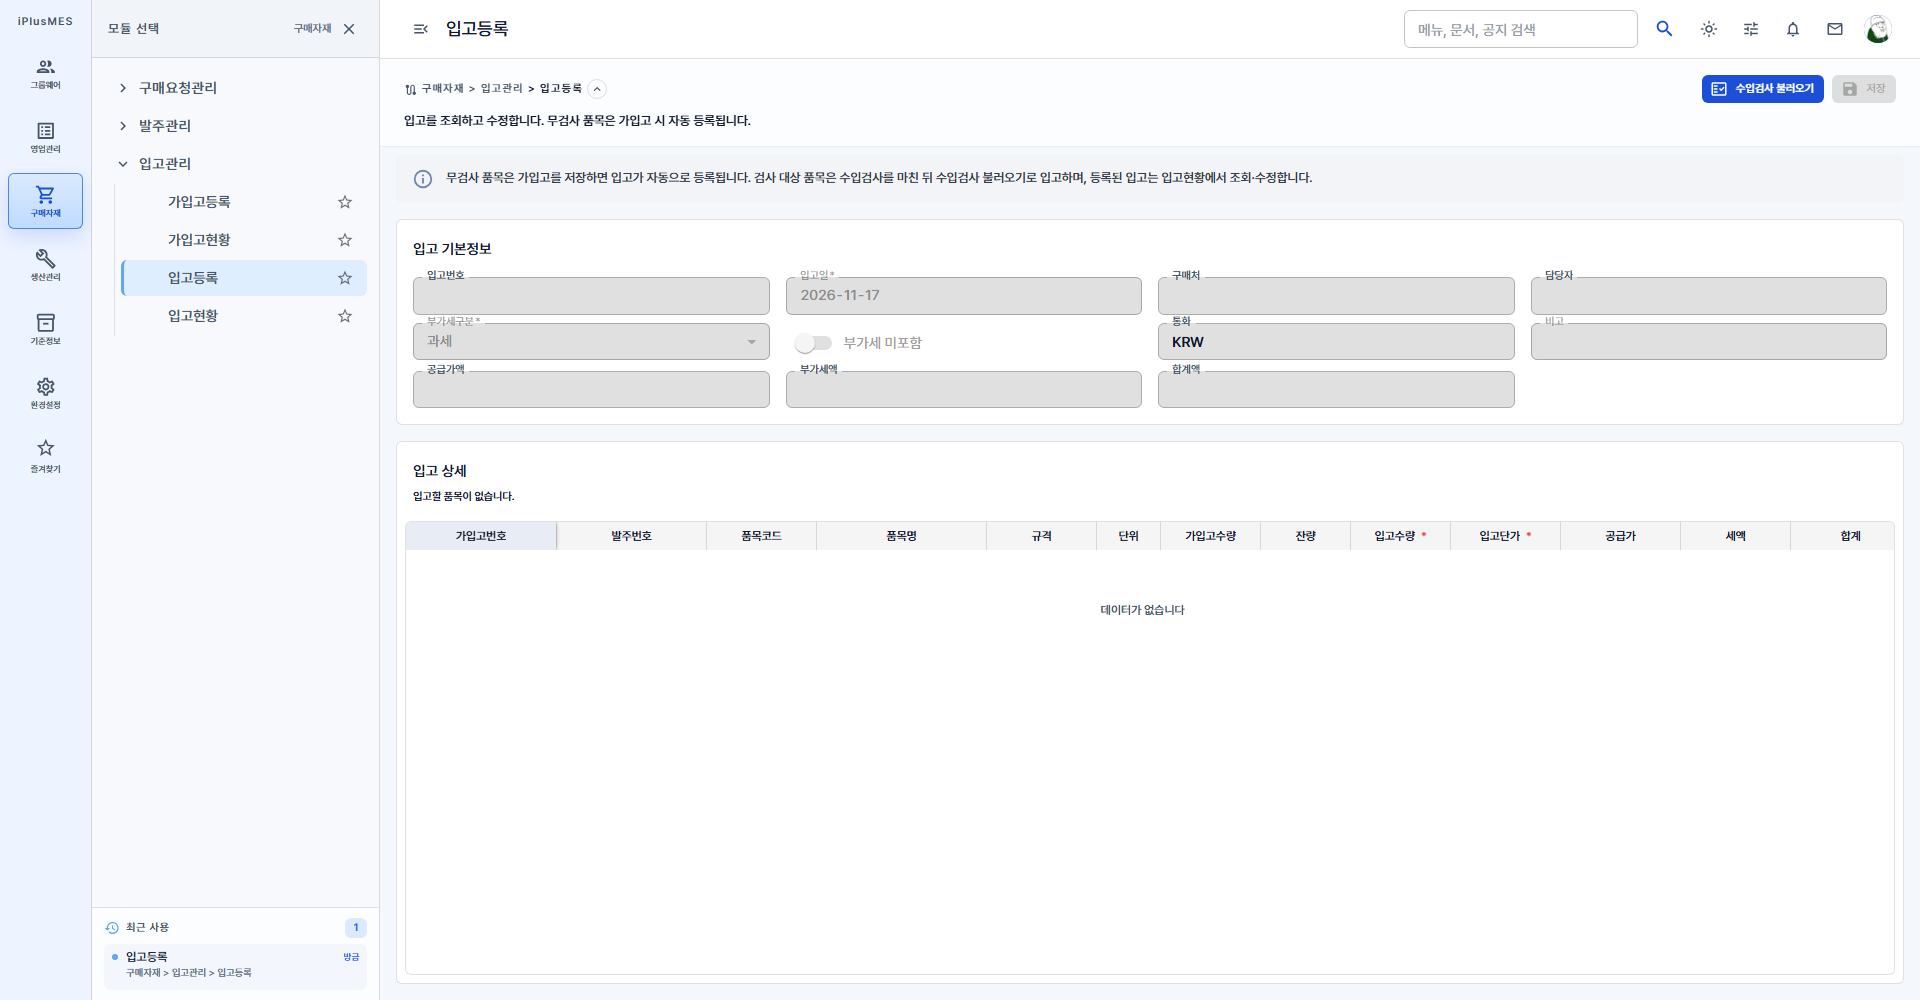 iPlusMES
그룹웨어
영업관리
구매자재
생산관리
기준정보
환경설정
즐겨찾기
모듈 선택
구매자재
구매요청관리
발주관리
입고관리
가입고등록
가입고현황
입고등록
입고현황
최근 사용
1
입고등록
방금
구매자재 > 입고관리 > 입고등록
입고등록
메뉴, 문서, 공지 검색
구매자재 > 입고관리 > 입고등록
수입검사 불러오기
저장
입고를 조회하고 수정합니다. 무검사 품목은 가입고 시 자동 등록됩니다.
무검사 품목은 가입고를 저장하면 입고가 자동으로 등록됩니다. 검사 대상 품목은 수입검사를 마친 뒤 수입검사 불러오기로 입고하며, 등록된 입고는 입고현황에서 조회·수정합니다.
입고 기본정보
입고번호
입고일 *
2026-11-17
구매처
담당자
부가세구분 *
과세
부가세 미포함
통화
KRW
비고
공급가액
부가세액
합계액
입고 상세
입고할 품목이 없습니다.
가입고번호 발주번호 품목코드 품목명 규격 단위 가입고수량 잔량 입고수량 * 입고단가 * 공급가 세액 합계
데이터가 없습니다